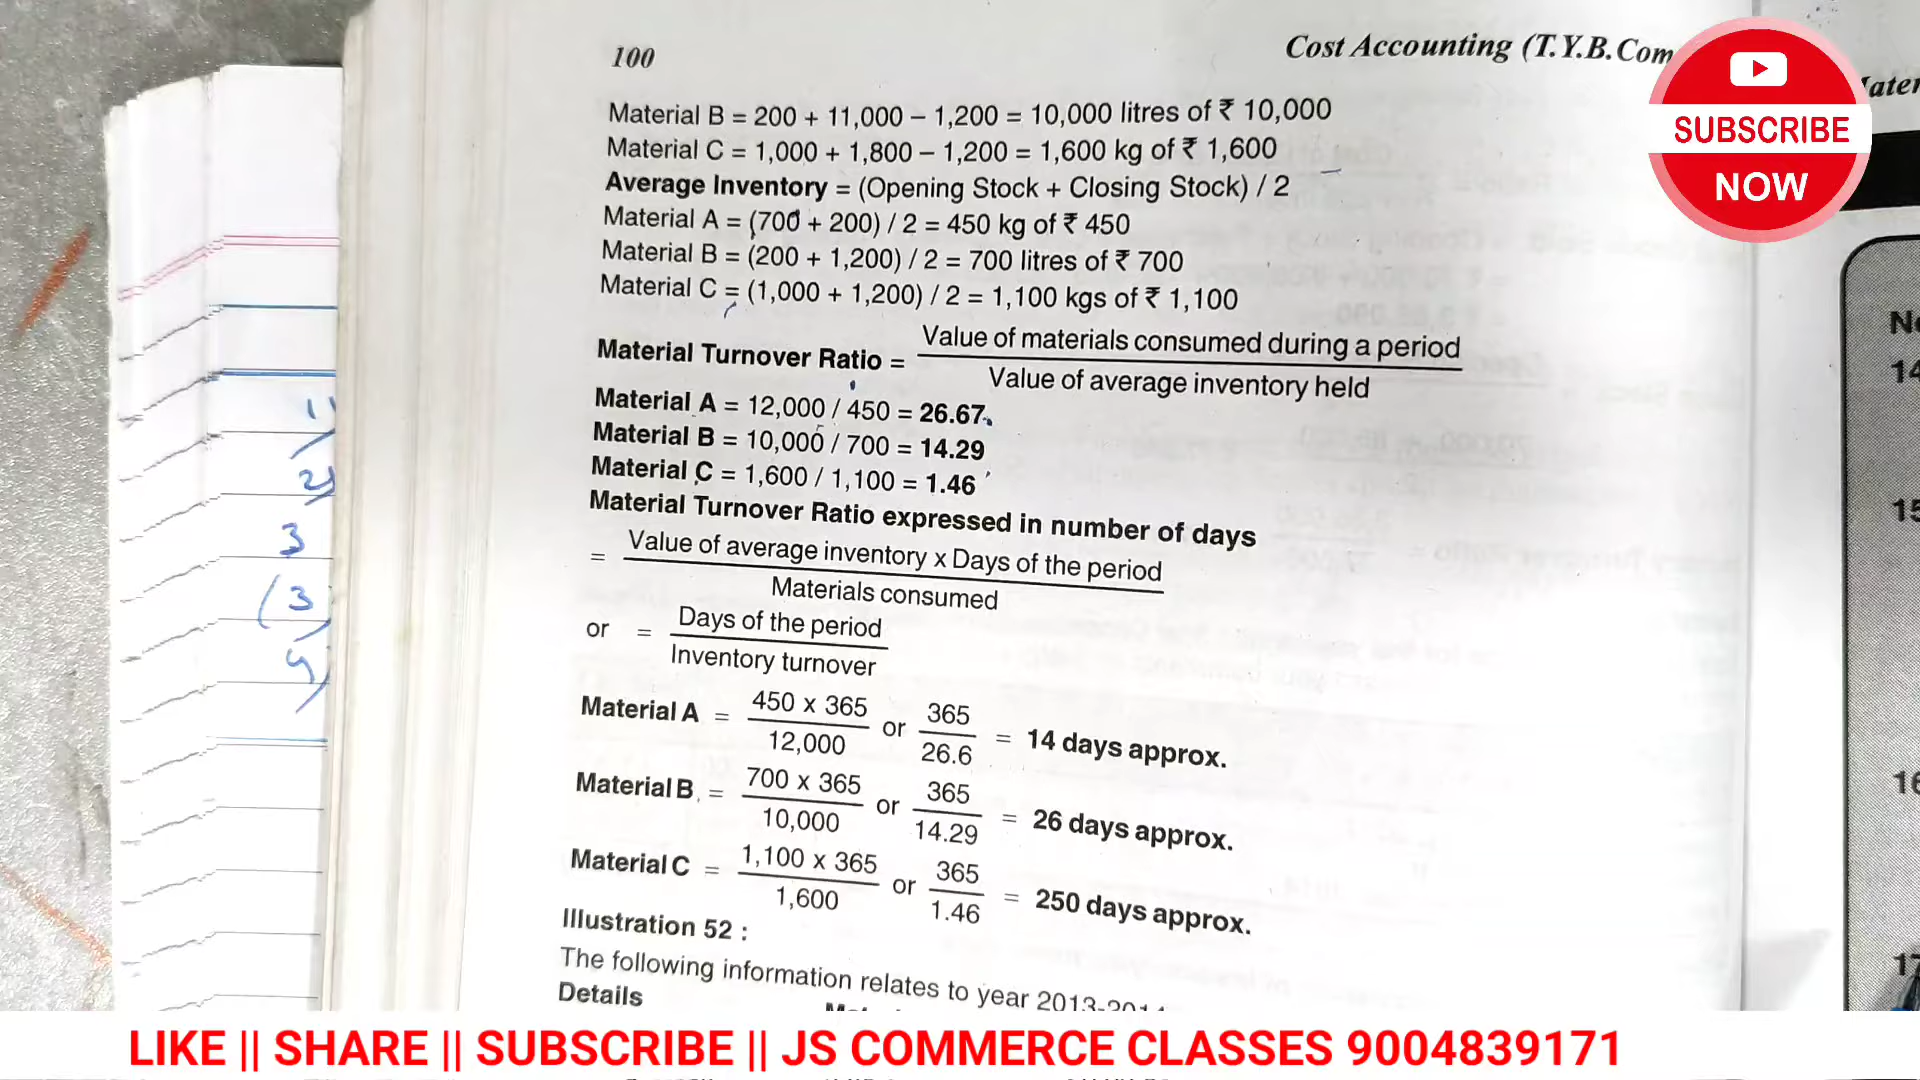 100
Cost Accounting (T.Y.B.Com
SUBSCRIBE
NOW
Material B = 200 + 11,000 – 1,200 = 10,000 litres of ₹ 10,000
Material C = 1,000 + 1,800 – 1,200 = 1,600 kg of ₹ 1,600
Average Inventory = (Opening Stock + Closing Stock) / 2
Material A = (700 + 200) / 2 = 450 kg of ₹ 450
Material B = (200 + 1,200) / 2 = 700 litres of ₹ 700
Material C = (1,000 + 1,200) / 2 = 1,100 kgs of ₹ 1,100
Material Turnover Ratio = Value of materials consumed during a period
Value of average inventory held
Material A = 12,000 / 450 = 26.67
Material B = 10,000 / 700 = 14.29
Material C = 1,600 / 1,100 = 1.46
Material Turnover Ratio expressed in number of days
= Value of average inventory x Days of the period
Materials consumed
or = Days of the period
Inventory turnover
Material A = 450 x 365 or 365 = 14 days approx.
12,000 26.6
Material B = 700 x 365 or 365 = 26 days approx.
10,000 14.29
Material C = 1,100 x 365 or 365 = 250 days approx.
1,600 1.46
Illustration 52 :
The following information relates to year 2013-2014
Details
14
15
16
17
LIKE || SHARE || SUBSCRIBE || JS COMMERCE CLASSES 9004839171